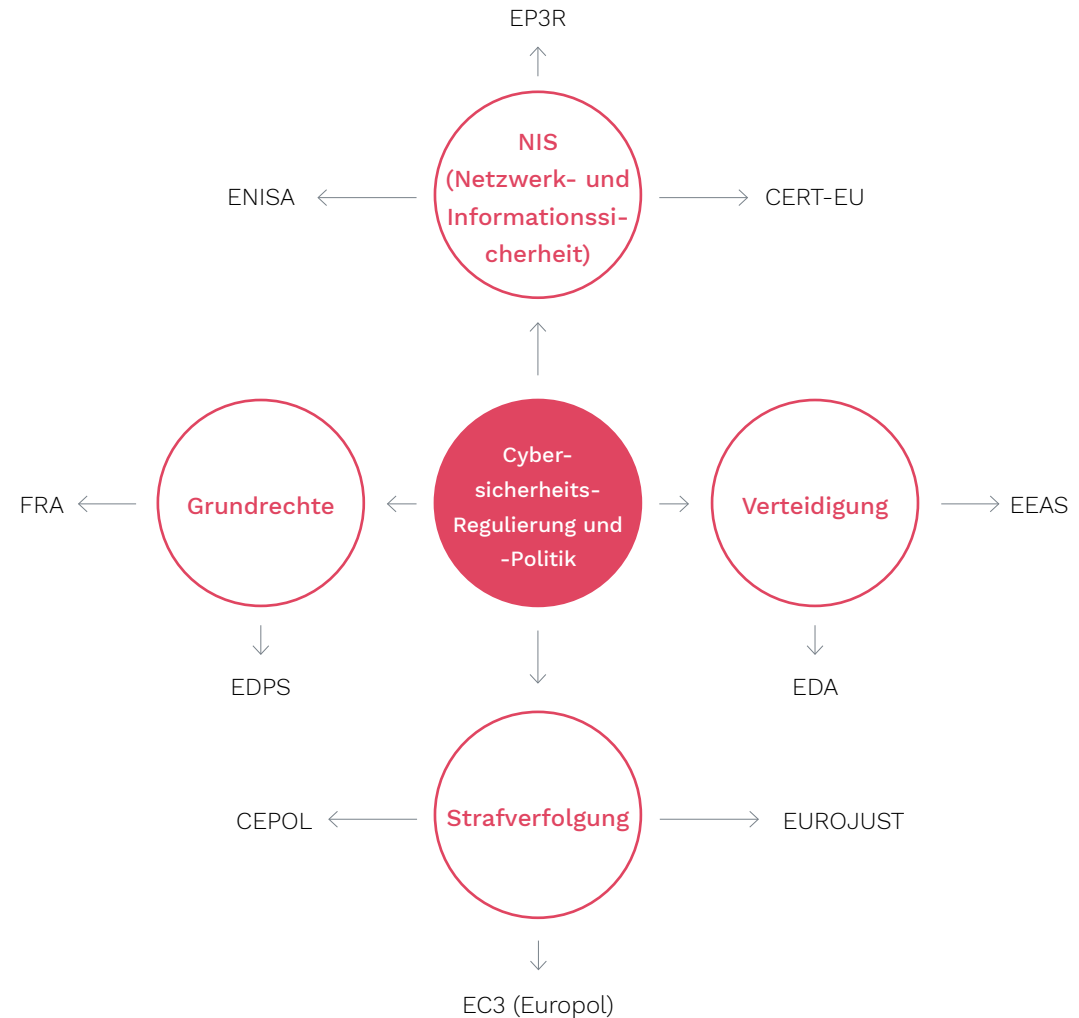 EP3R
NIS
(Netzwerk- und
Informationssi-
cherheit)
ENISA
CERT-EU
Cyber-
sicherheits-
Regulierung und
-Politik
Grundrechte
Verteidigung
FRA
EEAS
EDPS
EDA
Strafverfolgung
CEPOL
EUROJUST
EC3 (Europol)